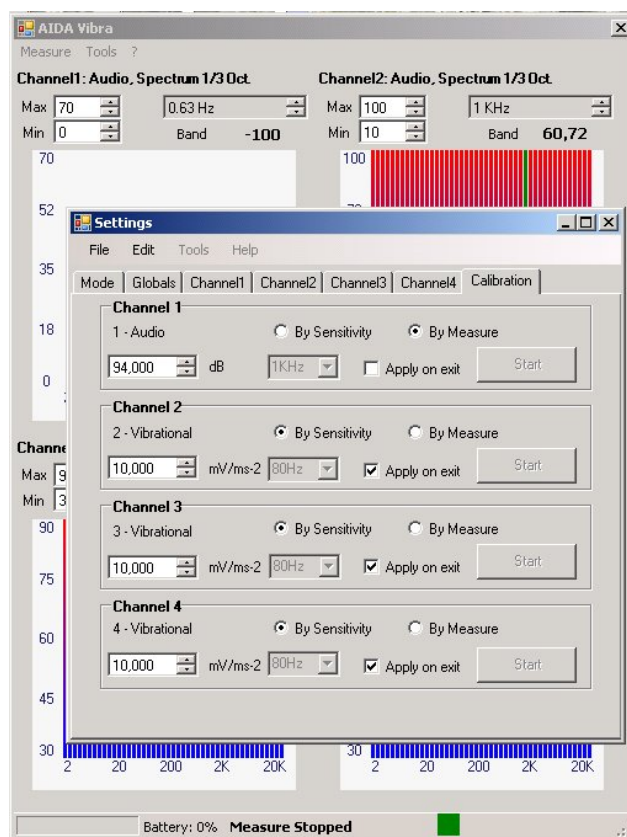 AIDA Vibra
Measure Tools ?
Channel1: Audio, Spectrum 1/3 Oct.
Max 70 0.63 Hz
Min 0 Band -100
70
52
35
18
0
Channel2: Audio, Spectrum 1/3 Oct.
Max 100 1 KHz
Min 10 Band 60,72
100
Settings
File Edit Tools Help
Mode Globals Channel1 Channel2 Channel3 Channel4 Calibration
Channel 1
1 - Audio By Sensitivity By Measure
94,000 dB 1KHz Apply on exit Start
Channel 2
2 - Vibrational By Sensitivity By Measure
10,000 mV/ms-2 80Hz Apply on exit Start
Channel 3
3 - Vibrational By Sensitivity By Measure
10,000 mV/ms-2 80Hz Apply on exit Start
Channel 4
4 - Vibrational By Sensitivity By Measure
10,000 mV/ms-2 80Hz Apply on exit Start
Max 9
Min 3
90
75
60
45
30
2 20 200 2K 20K
30
2 20 200 2K 20K
Battery: 0% Measure Stopped